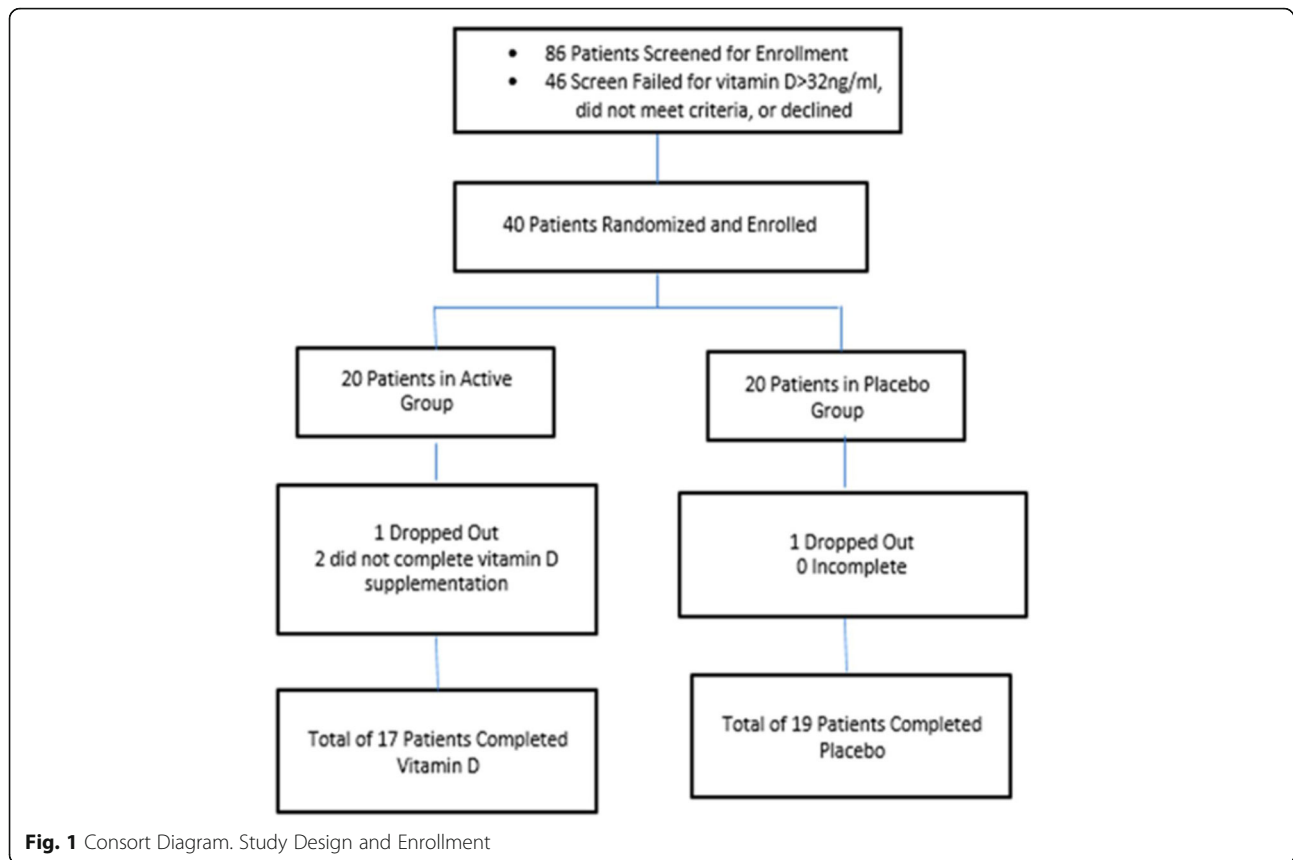 • 86 Patients Screened for Enrollment
• 46 Screen Failed for vitamin D>32ng/ml,
did not meet criteria, or declined
40 Patients Randomized and Enrolled
20 Patients in Active
Group
20 Patients in Placebo
Group
1 Dropped Out
2 did not complete vitamin D
supplementation
1 Dropped Out
0 Incomplete
Total of 17 Patients Completed
Vitamin D
Total of 19 Patients Completed
Placebo
Fig. 1 Consort Diagram. Study Design and Enrollment